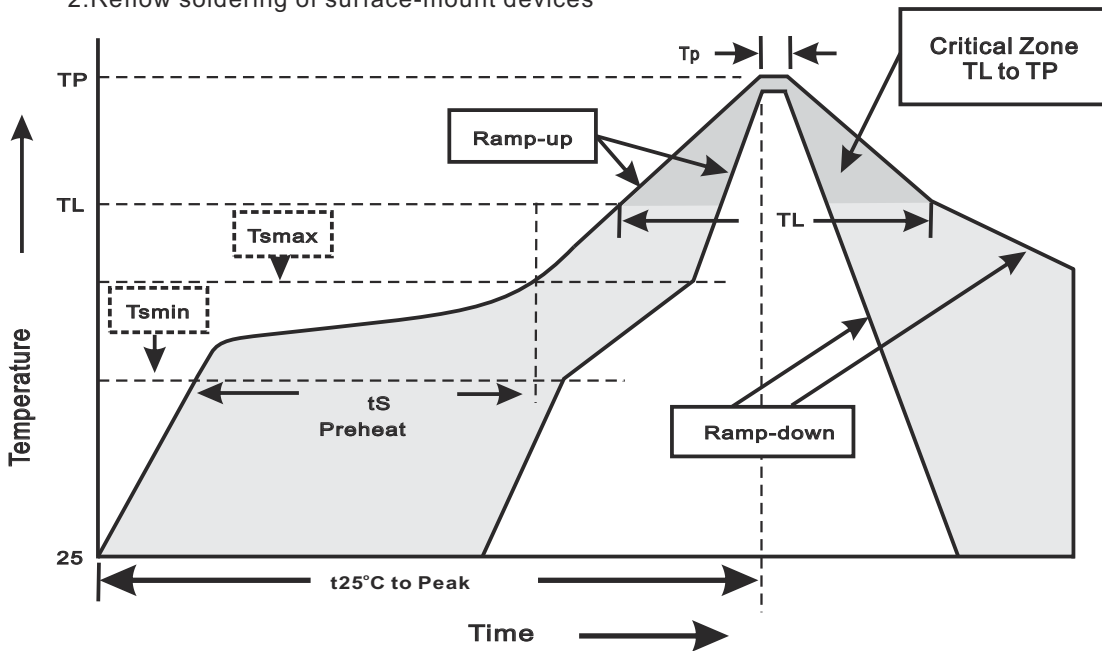 2.Reflow soldering of surface-mount devices
Tp
Critical Zone
TL to TP
TP
Ramp-up
TL
TL
Tsmax
Tsmin
tS
Preheat
Ramp-down
Temperature
25
t25°C to Peak
Time